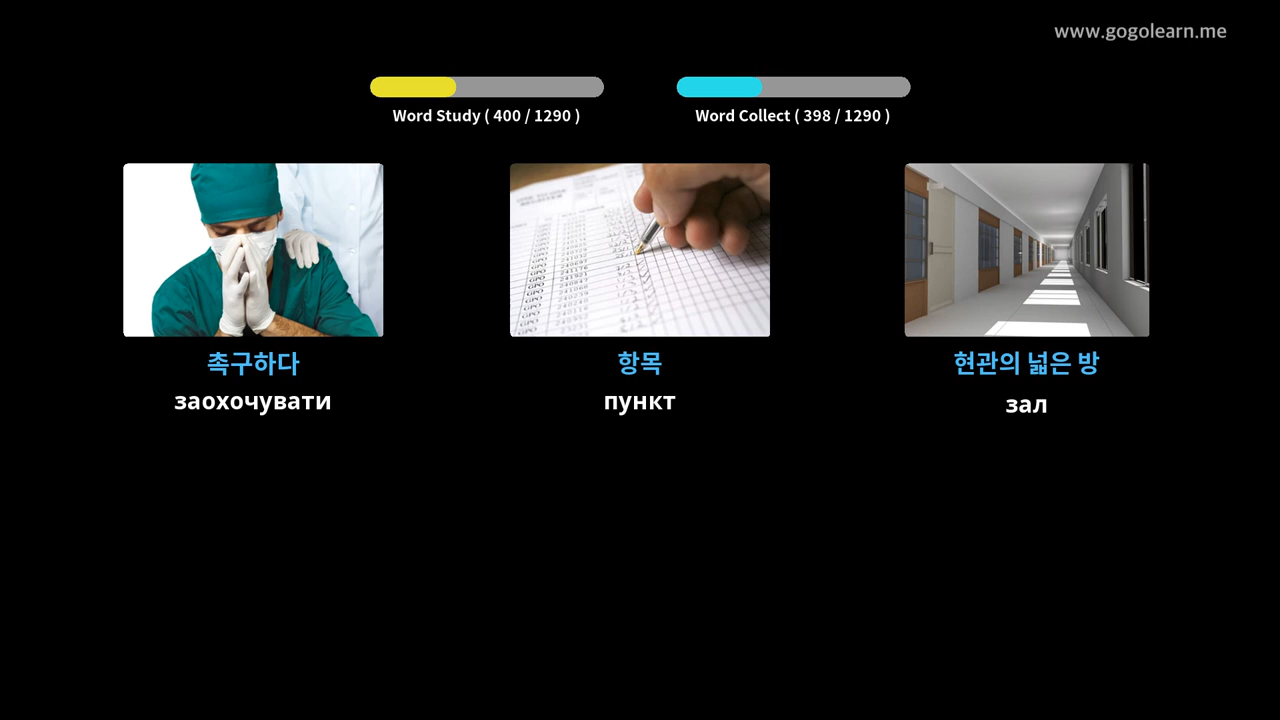 www.gogolearn.me
Word Study ( 400 / 1290 )
Word Collect ( 398 / 1290 )
촉구하다
заохочувати
항목
пункт
현관의 넓은 방
зал